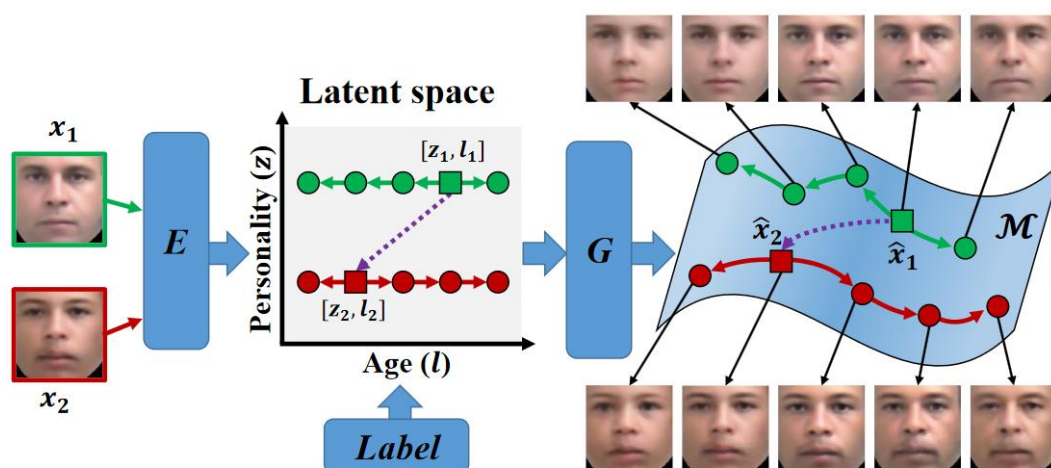 Latent space
x₁
x₂
E
Personality (z)
[z₁, l₁]
[z₂, l₂]
Age (l)
Label
G
x̂₂
x̂₁
ℳ